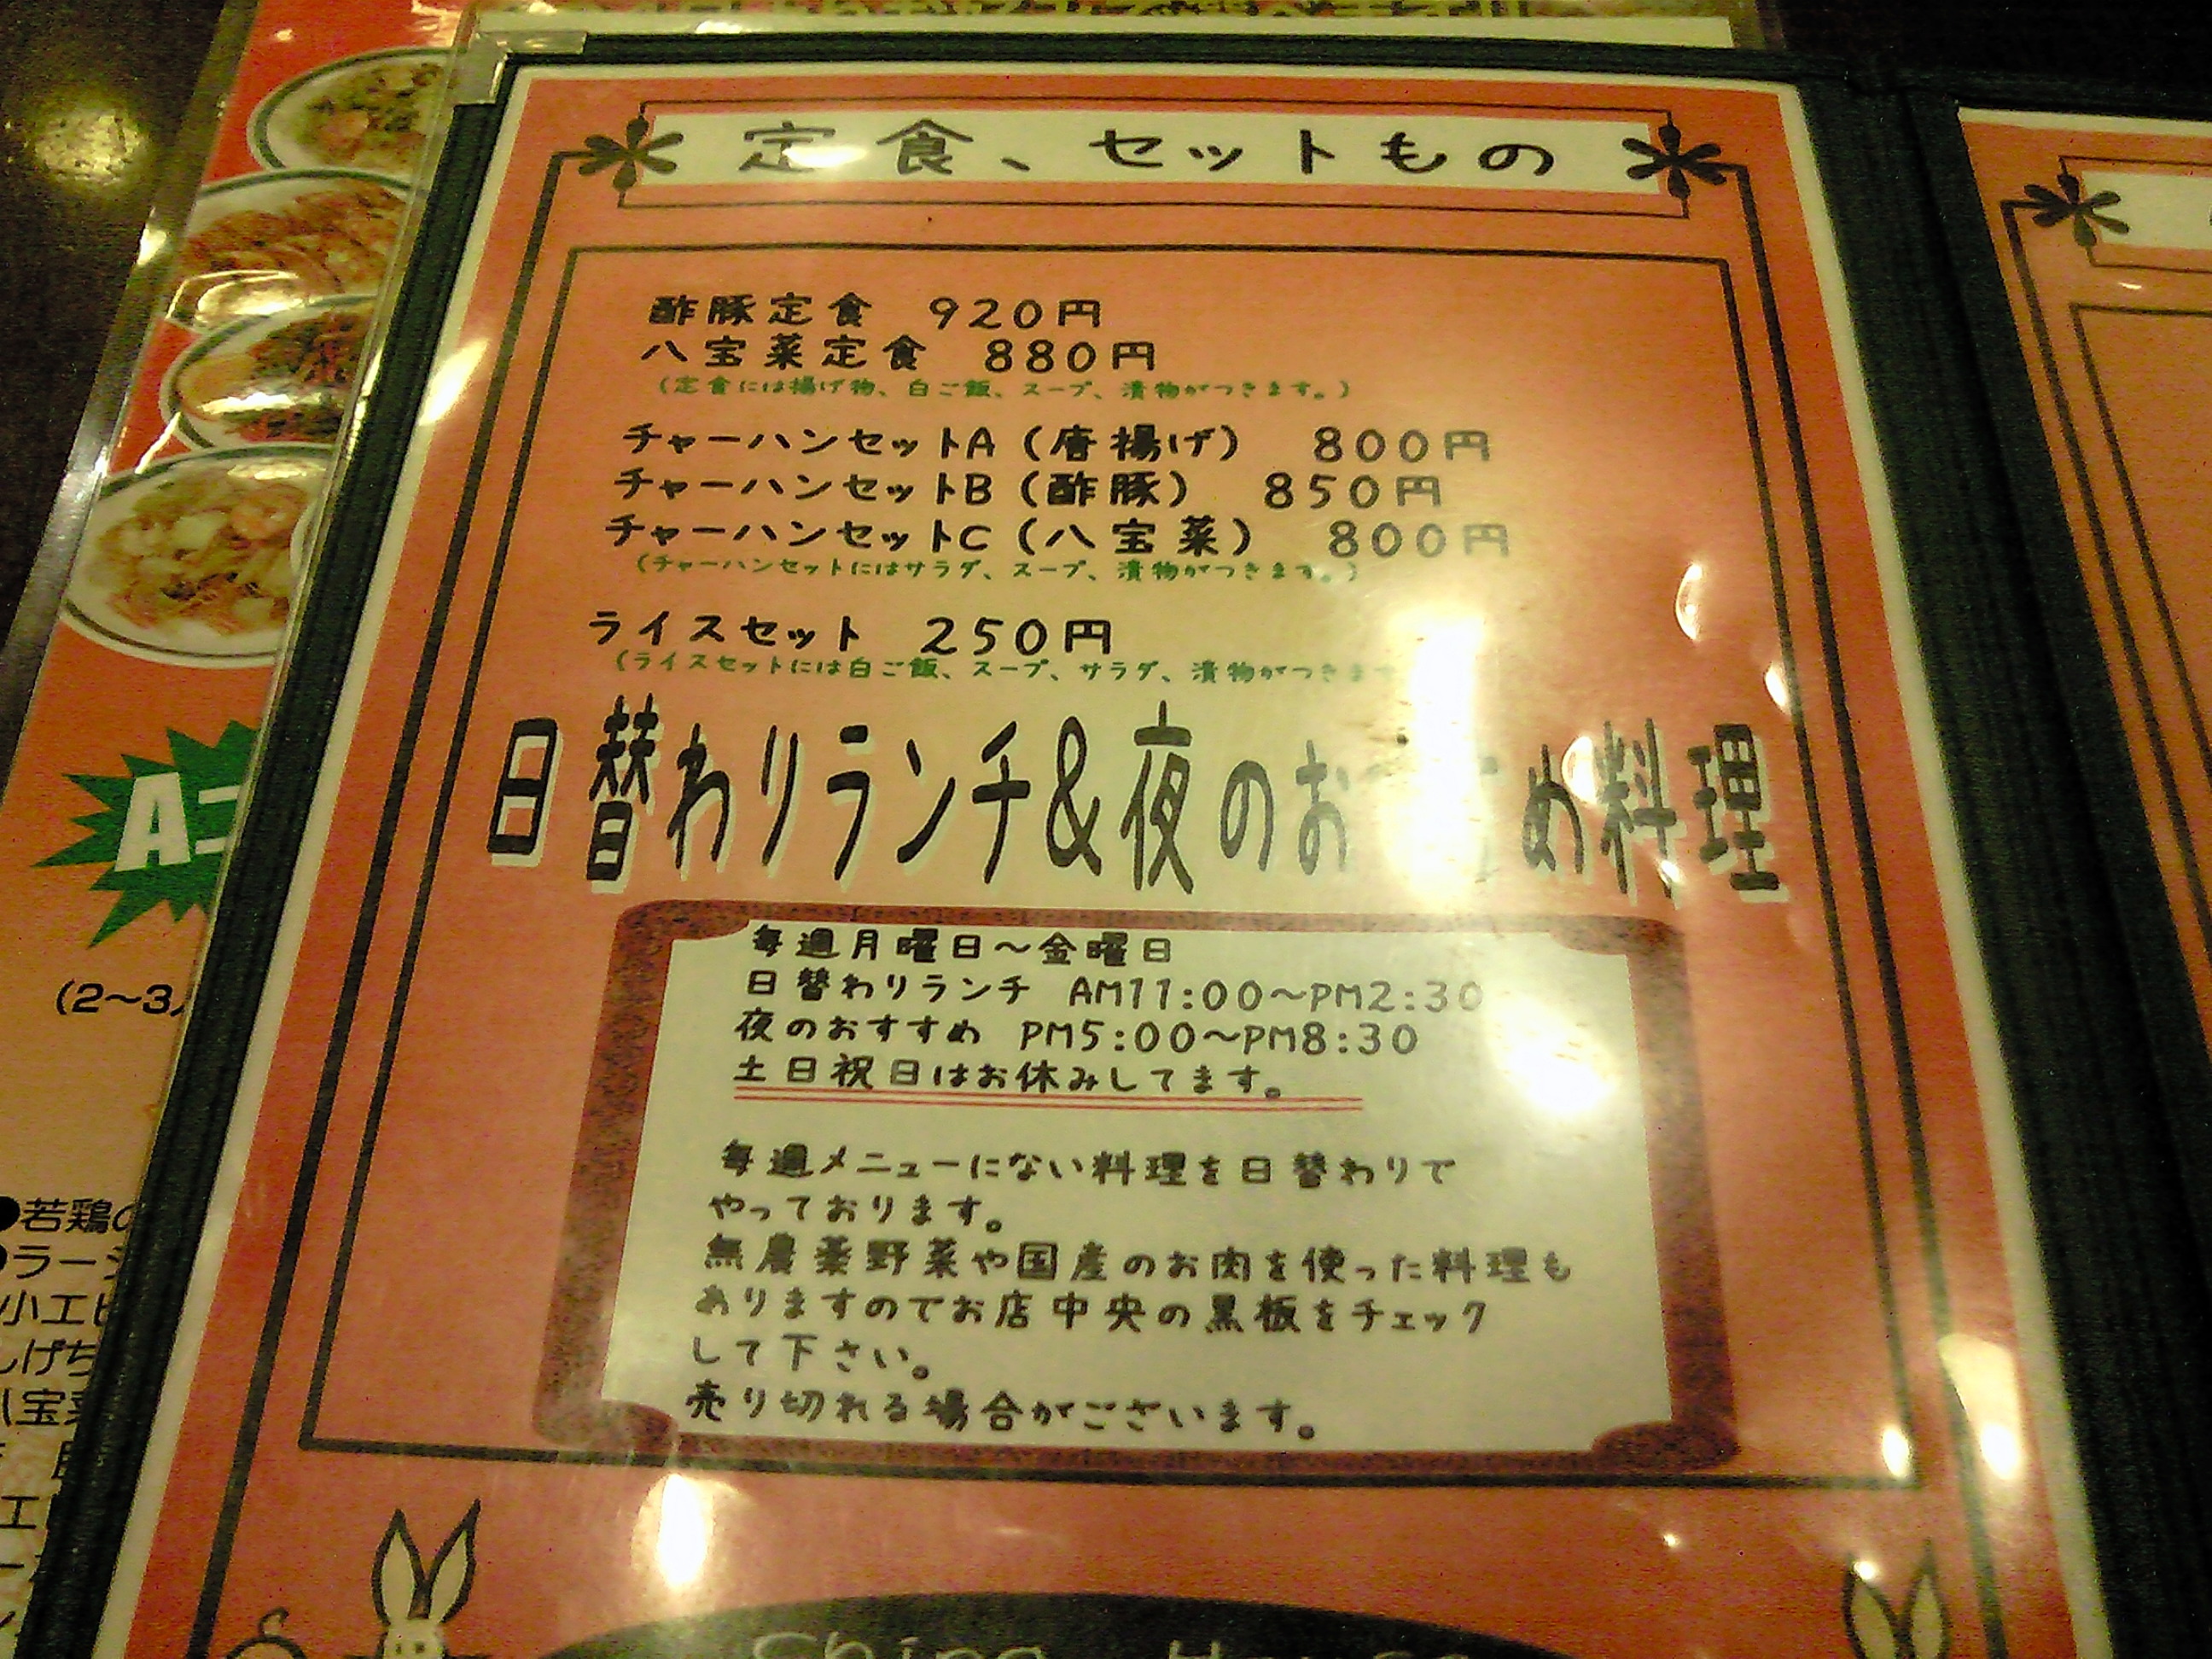 定食、セットもの
酢豚定食　920円
八宝菜定食　880円
(定食には揚げ物、白ご飯、スープ、漬物がつきます。)
チャーハンセットA(唐揚げ)　800円
チャーハンセットB(酢豚)　850円
チャーハンセットC(八宝菜)　800円
(チャーハンセットにはサラダ、スープ、漬物がつきます。)
ライスセット　250円
(ライスセットには白ご飯、スープ、サラダ、漬物がつきます
日替わりランチ&夜のお め料理
毎週月曜日～金曜日
日替わりランチ　AM11:00～PM2:30
夜のおすすめ　PM5:00～PM8:30
土日祝日はお休みしてます。
毎週メニューにない料理を日替わりで
やっております。
無農薬野菜や国産のお肉を使った料理も
ありますのでお店中央の黒板をチェック
して下さい。
売り切れる場合がございます。
A
(2～3
●若鶏の
小エビ
げち
八宝菜